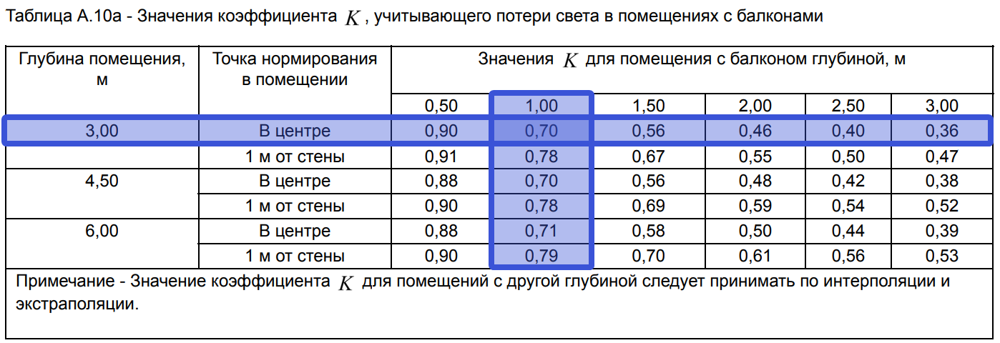 Таблица А.10а - Значения коэффициента K, учитывающего потери света в помещениях с балконами
Глубина помещения, м Точка нормирования в помещении Значения K для помещения с балконом глубиной, м
0,50 1,00 1,50 2,00 2,50 3,00
3,00 В центре 0,90 0,70 0,56 0,46 0,40 0,36
1 м от стены 0,91 0,78 0,67 0,55 0,50 0,47
4,50 В центре 0,88 0,70 0,56 0,48 0,42 0,38
1 м от стены 0,90 0,78 0,69 0,59 0,54 0,52
6,00 В центре 0,88 0,71 0,58 0,50 0,44 0,39
1 м от стены 0,90 0,79 0,70 0,61 0,56 0,53
Примечание - Значение коэффициента K для помещений с другой глубиной следует принимать по интерполяции и
экстраполяции.